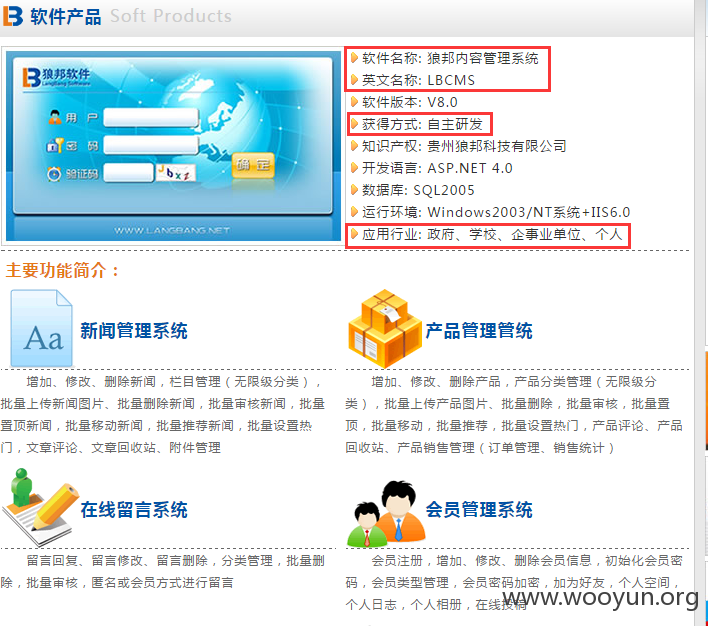 软件产品 Soft Products
狼邦软件
LangBang Software
用 户
密 码
验证码
确 定
WWW.LANGBANG.NET
软件名称: 狼邦内容管理系统
英文名称: LBCMS
软件版本: V8.0
获得方式: 自主研发
知识产权: 贵州狼邦科技有限公司
开发语言: ASP.NET 4.0
数据库: SQL2005
运行环境: Windows2003/NT系统+IIS6.0
应用行业: 政府、学校、企事业单位、个人
主要功能简介：
Aa
新闻管理系统
增加、修改、删除新闻，栏目管理（无限级分类），
批量上传新闻图片、批量删除新闻，批量审核新闻，批量
置顶新闻，批量移动新闻，批量推荐新闻，批量设置热
门，文章评论、文章回收站、附件管理
产品管理管统
增加、修改、删除产品，产品分类管理（无限级分
类），批量上传产品图片、批量删除，批量审核，批量置
顶，批量移动，批量推荐，批量设置热门，产品评论、产品
回收站、产品销售管理（订单管理、销售统计）
在线留言系统
留言回复、留言修改、留言删除，分类管理，批量删
除，批量审核，匿名或会员方式进行留言
会员管理系统
会员注册，增加、修改、删除会员信息，初始化会员密
码，会员类型管理，会员密码加密，加为好友，个人空间，
个人日志，个人相册，在线投稿
www.wooyun.org